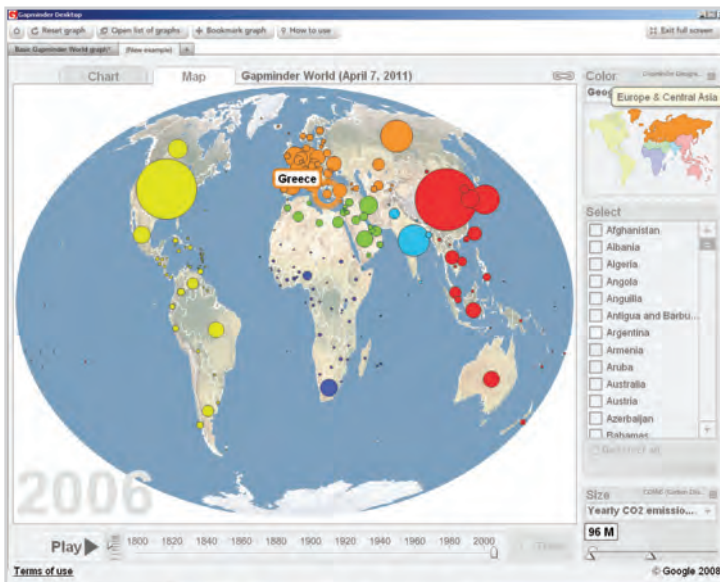 Gapminder Desktop
Reset graph Open list of graphs Bookmark graph ? How to use Exit full screen
Basic Gapminder World graph* (New example) +
Chart Map Gapminder World (April 7, 2011)
Color
Geog
Europe & Central Asia
Greece
Select
Afghanistan
Albania
Algeria
Angola
Anguilla
Antigua and Barbu...
Argentina
Armenia
Aruba
Australia
Austria
Azerbaijan
Bahamas
Deselect all
2006
Size
Yearly CO2 emissio...
96 M
Play 1800 1820 1840 1860 1880 1900 1920 1940 1960 1980 2000
Terms of use © Google 2008